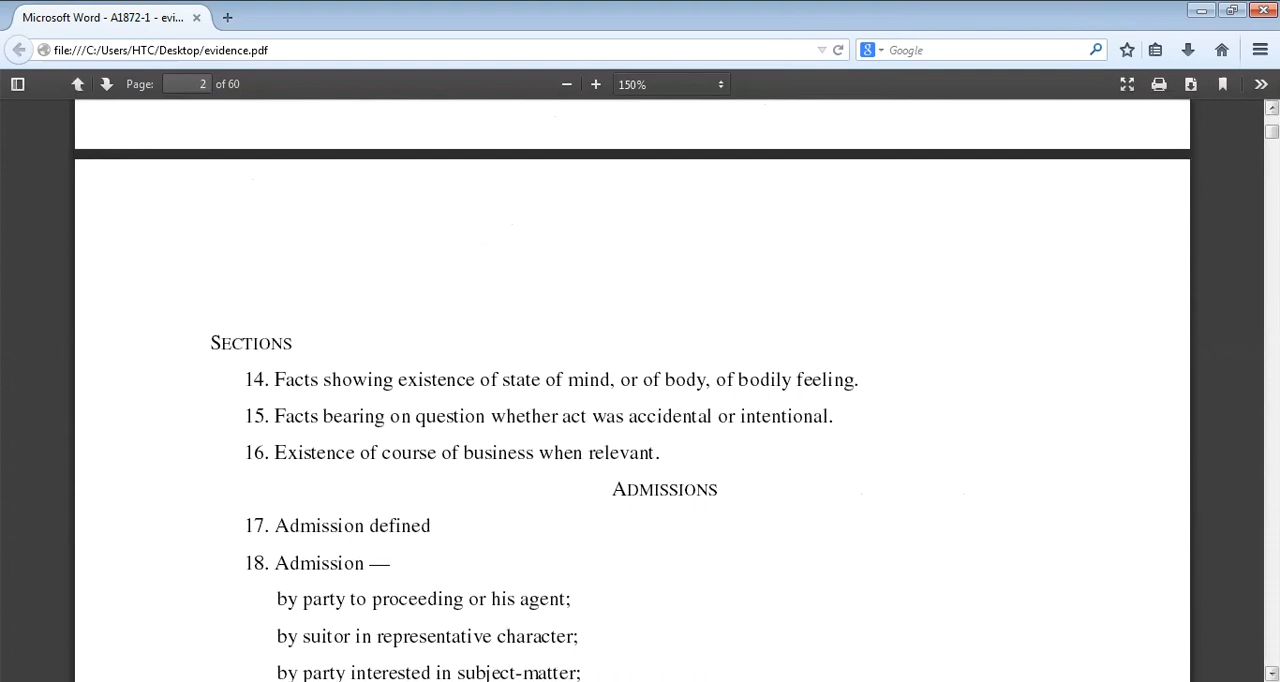 Microsoft Word - A1872-1 - evi...
file:///C:/Users/HTC/Desktop/evidence.pdf
Google
Page: 2 of 60
150%
SECTIONS
14. Facts showing existence of state of mind, or of body, of bodily feeling.
15. Facts bearing on question whether act was accidental or intentional.
16. Existence of course of business when relevant.
ADMISSIONS
17. Admission defined
18. Admission —
by party to proceeding or his agent;
by suitor in representative character;
by party interested in subject-matter;